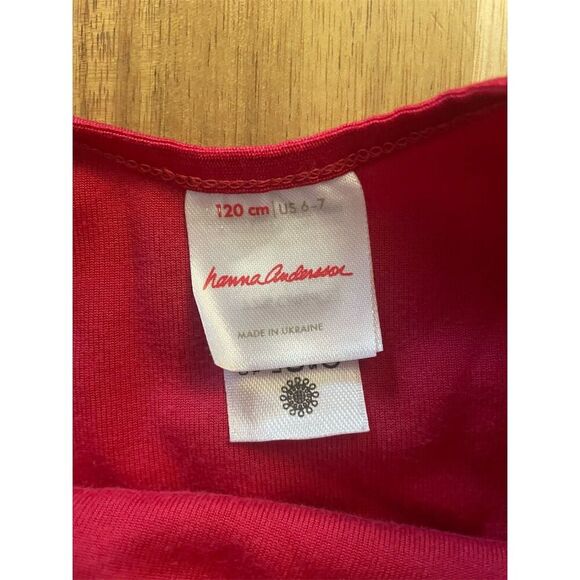 120 cm | US 6-7
hanna Andersson
MADE IN UKRAINE